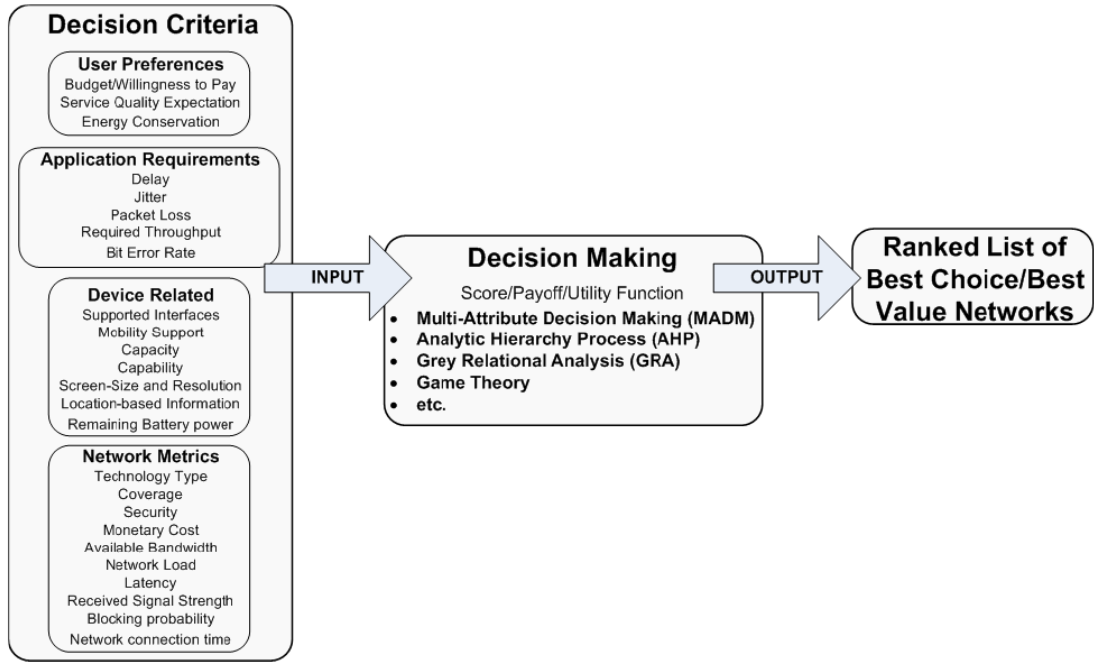 Decision Criteria
User Preferences
Budget/Willingness to Pay
Service Quality Expectation
Energy Conservation
Application Requirements
Delay
Jitter
Packet Loss
Required Throughput
Bit Error Rate
Device Related
Supported Interfaces
Mobility Support
Capacity
Capability
Screen-Size and Resolution
Location-based Information
Remaining Battery power
Network Metrics
Technology Type
Coverage
Security
Monetary Cost
Available Bandwidth
Network Load
Latency
Received Signal Strength
Blocking probability
Network connection time
INPUT
Decision Making
Score/Payoff/Utility Function
• Multi-Attribute Decision Making (MADM)
• Analytic Hierarchy Process (AHP)
• Grey Relational Analysis (GRA)
• Game Theory
• etc.
OUTPUT
Ranked List of
Best Choice/Best
Value Networks